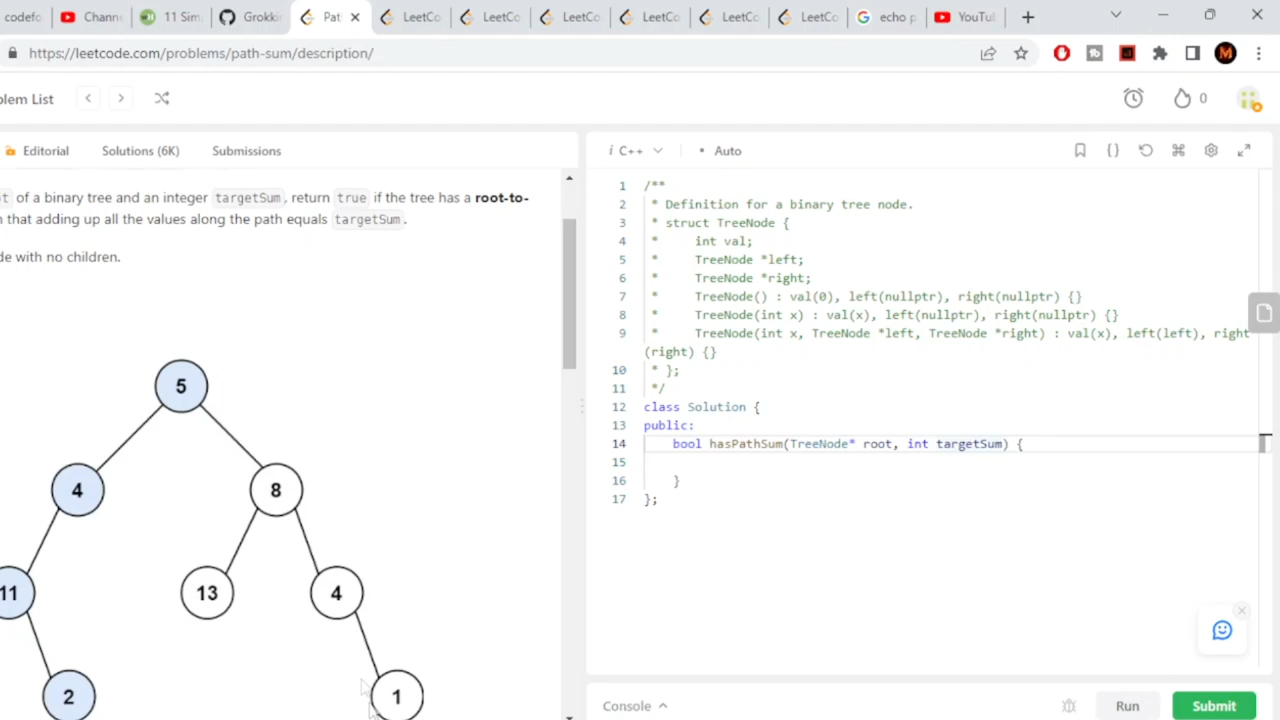 codefo
Chann
11 Sim
Grokki
Pat
LeetCo
LeetCo
LeetCo
LeetCo
LeetCo
LeetCo
echo p
YouTu
https://leetcode.com/problems/path-sum/description/
M
olem List
0
Editorial
Solutions (6K)
Submissions
i C++
• Auto
ot of a binary tree and an integer targetSum, return true if the tree has a root-to-
h that adding up all the values along the path equals targetSum.
de with no children.
5
4
8
11
13
4
2
1
1 /**
2 * Definition for a binary tree node.
3 * struct TreeNode {
4 *     int val;
5 *     TreeNode *left;
6 *     TreeNode *right;
7 *     TreeNode() : val(0), left(nullptr), right(nullptr) {}
8 *     TreeNode(int x) : val(x), left(nullptr), right(nullptr) {}
9 *     TreeNode(int x, TreeNode *left, TreeNode *right) : val(x), left(left), right
(right) {}
10 * };
11 */
12 class Solution {
13 public:
14     bool hasPathSum(TreeNode* root, int targetSum) {
15
16     }
17 };
Console
Run
Submit